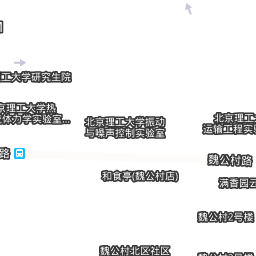 工大学研究生院
京理工大学热
体力学实验室...
北京理工大学振动
与噪声控制实验室
北京理工
运输工程实
路
魏公村路
和食亭(魏公村店)
满香园云
魏公村2号楼
魏公村北区社区